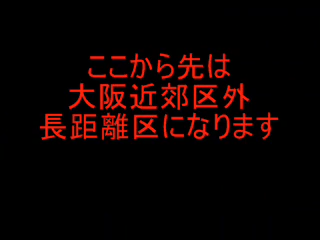 ここから先は
大阪近郊区外
長距離区になります